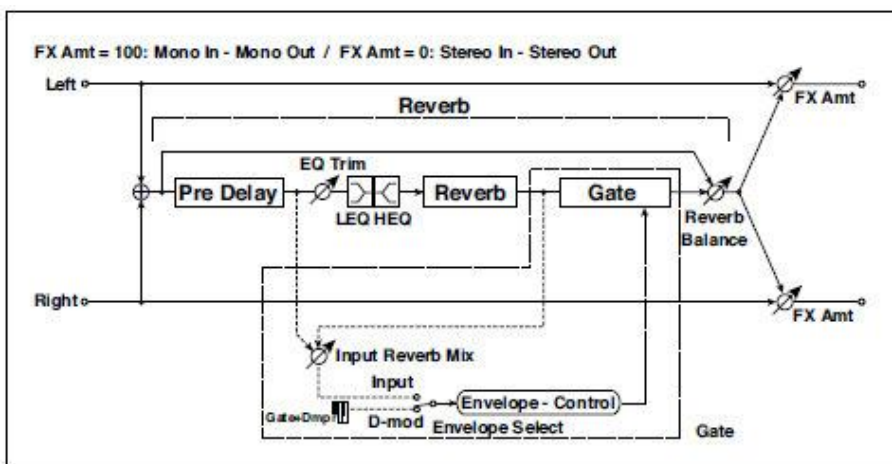 FX Amt = 100: Mono In - Mono Out / FX Amt = 0: Stereo In - Stereo Out
Left
FX Amt
Reverb
EQ Trim
Pre Delay
Reverb
Gate
LEQ HEQ
Reverb
Balance
Right
FX Amt
Input Reverb Mix
Input
Envelope - Control
Gate+Dmpr
D-mod
Envelope Select
Gate